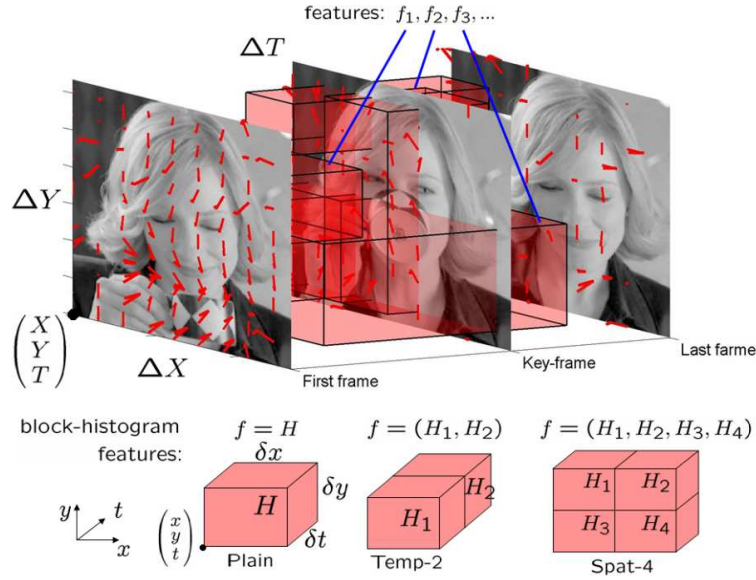 features: f₁, f₂, f₃, ...
ΔT
ΔY
(X Y T)
ΔX
First frame
Key-frame
Last farme
block-histogram
features:
f = H
f = (H₁, H₂)
f = (H₁, H₂, H₃, H₄)
δx
H
δy
δt
H₁
H₂
H₁
H₂
H₃
H₄
y
t
x
(x y t)
Plain
Temp-2
Spat-4